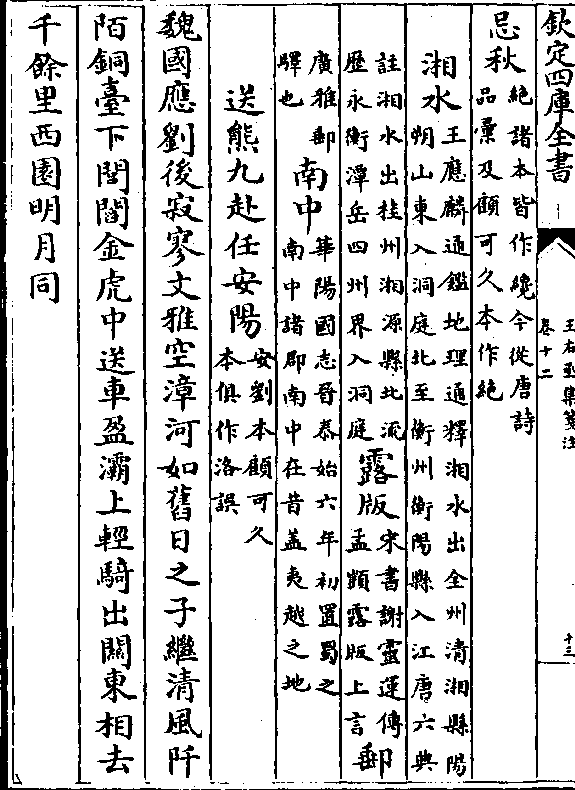 欽定四庫全書
王右丞集箋注
卷十二
十三
忌秋
絶諸本皆作纔今從唐詩
品彚及顧可久本作絶
湘水
王應麟通鑑地理通釋湘水出全州清湘縣陽
朔山東入洞庭北至衡州衡陽縣入江唐六典
註湘水出桂州湘源縣北流
歴永衡潭岳四州界入洞庭
露版
宋書謝靈運傳
孟顗露版上言
郵
廣雅郵
驛也
南中
華陽國志晉泰始六年初置蜀之
南中諸郡南中在昔盖夷越之地
送熊九赴任安陽
安劉本顧可久
本俱作洛誤
魏國應劉後寂寥文雅空漳河如舊日之子繼清風阡
陌銅臺下閭閻金虎中送車盈灞上輕騎出關東相去
千餘里西園明月同